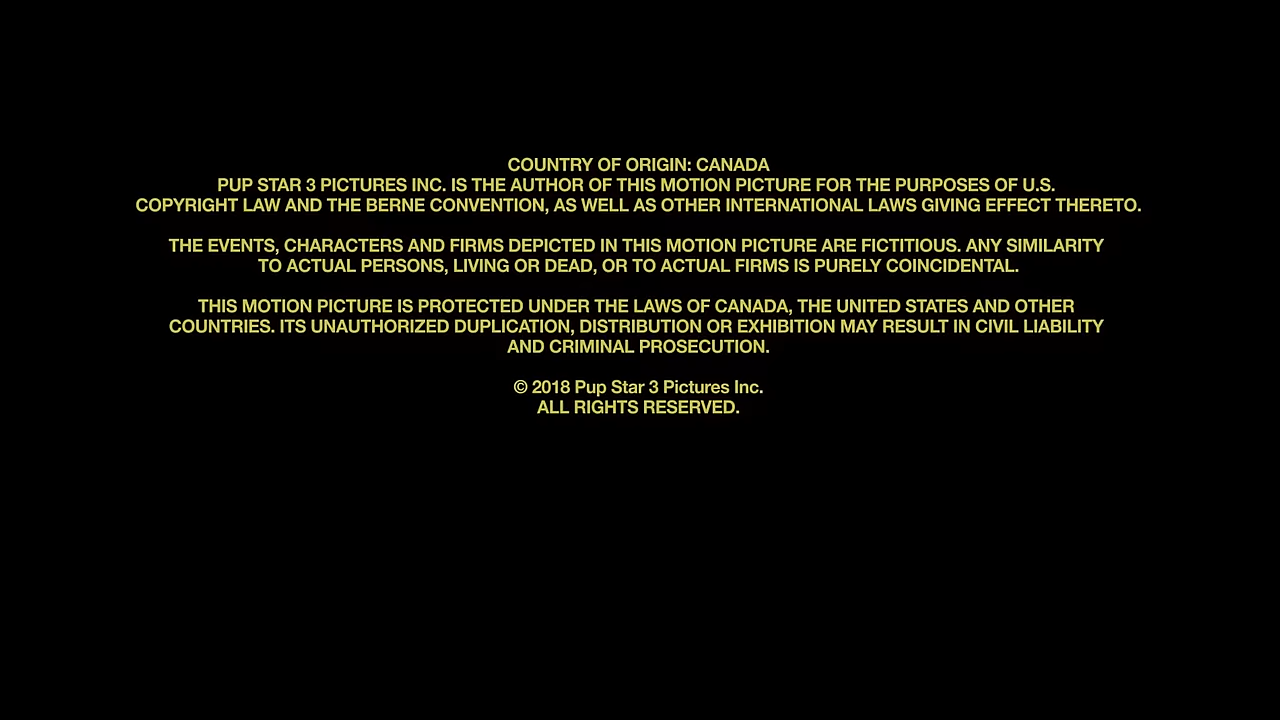 COUNTRY OF ORIGIN: CANADA
PUP STAR 3 PICTURES INC. IS THE AUTHOR OF THIS MOTION PICTURE FOR THE PURPOSES OF U.S.
COPYRIGHT LAW AND THE BERNE CONVENTION, AS WELL AS OTHER INTERNATIONAL LAWS GIVING EFFECT THERETO.
THE EVENTS, CHARACTERS AND FIRMS DEPICTED IN THIS MOTION PICTURE ARE FICTITIOUS. ANY SIMILARITY
TO ACTUAL PERSONS, LIVING OR DEAD, OR TO ACTUAL FIRMS IS PURELY COINCIDENTAL.
THIS MOTION PICTURE IS PROTECTED UNDER THE LAWS OF CANADA, THE UNITED STATES AND OTHER
COUNTRIES. ITS UNAUTHORIZED DUPLICATION, DISTRIBUTION OR EXHIBITION MAY RESULT IN CIVIL LIABILITY
AND CRIMINAL PROSECUTION.
© 2018 Pup Star 3 Pictures Inc.
ALL RIGHTS RESERVED.